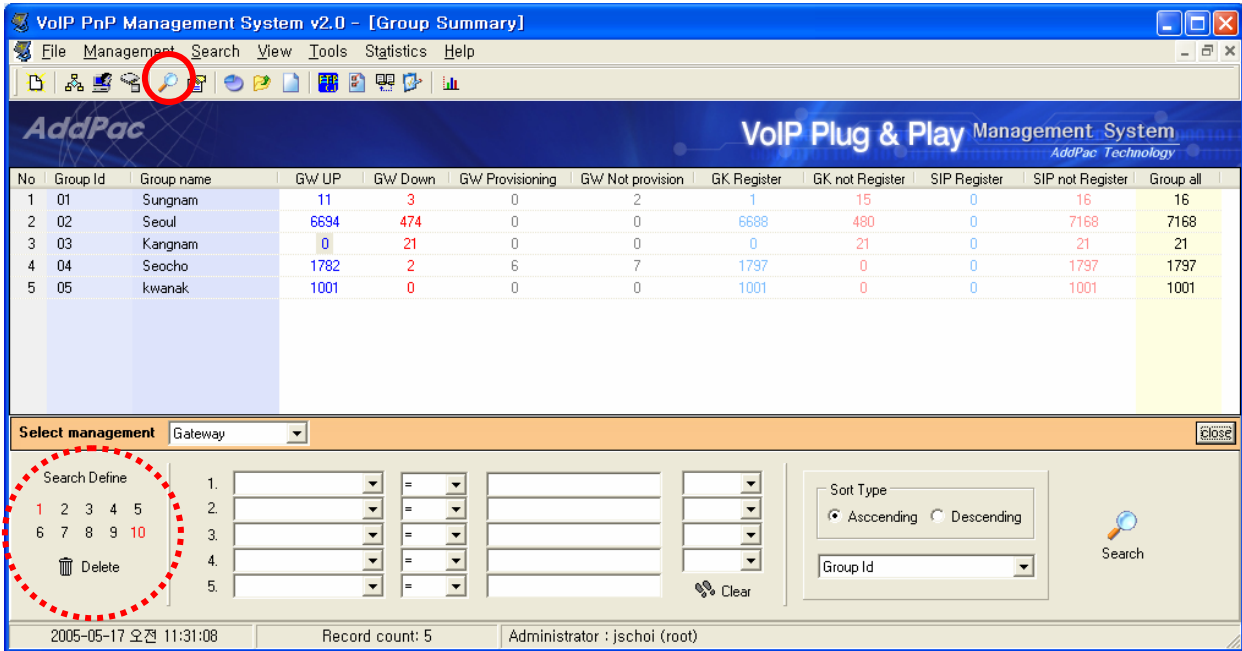 VoIP PnP Management System v2.0 - [Group Summary]
File Management Search View Tools Statistics Help
AddPac
VoIP Plug & Play Management System
AddPac Technology
No Group Id Group name GW UP GW Down GW Provisioning GW Not provision GK Register GK not Register SIP Register SIP not Register Group all
1 01 Sungnam 11 3 0 2 1 15 0 16 16
2 02 Seoul 6694 474 0 0 6688 480 0 7168 7168
3 03 Kangnam 0 21 0 0 0 21 0 21 21
4 04 Seocho 1782 2 6 7 1797 0 0 1797 1797
5 05 kwanak 1001 0 0 0 1001 0 0 1001 1001
Select management Gateway close
Search Define
1 2 3 4 5
6 7 8 9 10
Delete
1. =
2. =
3. =
4. =
5. =
Clear
Sort Type
Asccending Descending
Group Id
Search
2005-05-17 오전 11:31:08 Record count: 5 Administrator : jschoi (root)